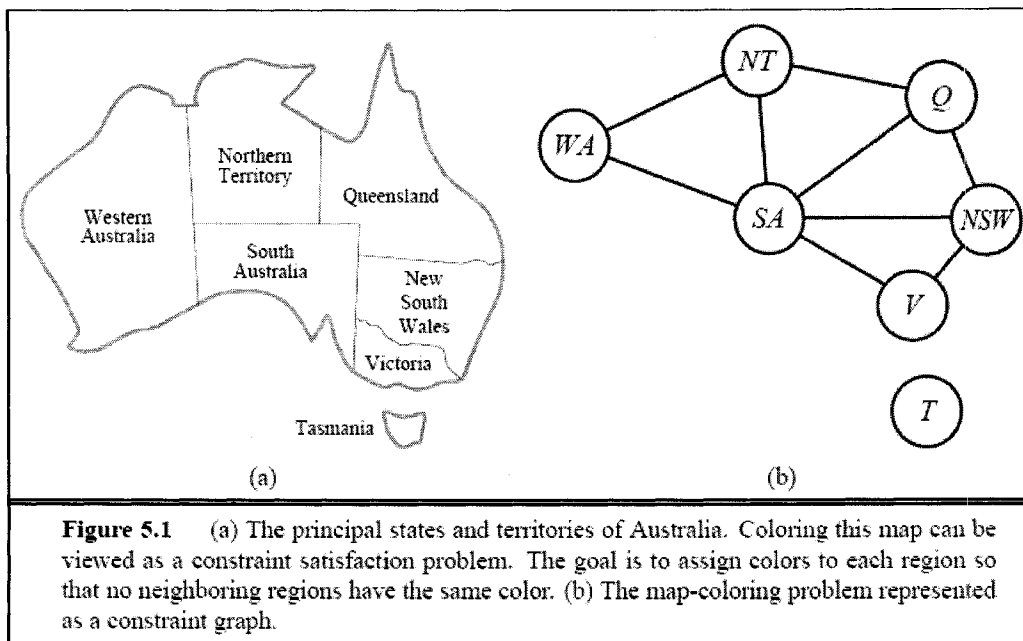 Northern
Territory
Western
Australia
Queensland
South
Australia
New
South
Wales
Victoria
Tasmania
(a)
NT
Q
WA
SA
NSW
V
T
(b)
Figure 5.1 (a) The principal states and territories of Australia. Coloring this map can be
viewed as a constraint satisfaction problem. The goal is to assign colors to each region so
that no neighboring regions have the same color. (b) The map-coloring problem represented
as a constraint graph.